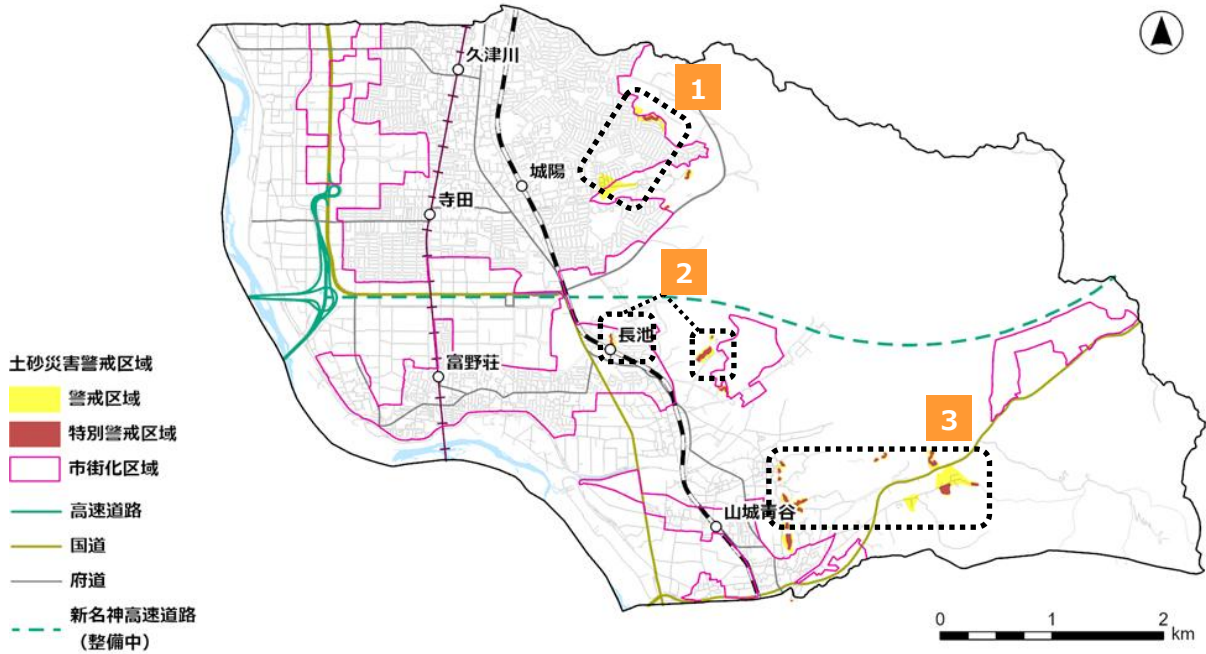 久津川
1
城陽
寺田
2
長池
土砂災害警戒区域
富野荘
警戒区域
特別警戒区域
3
市街化区域
高速道路
山城青谷
国道
府道
新名神高速道路
(整備中)
0 1 2
km